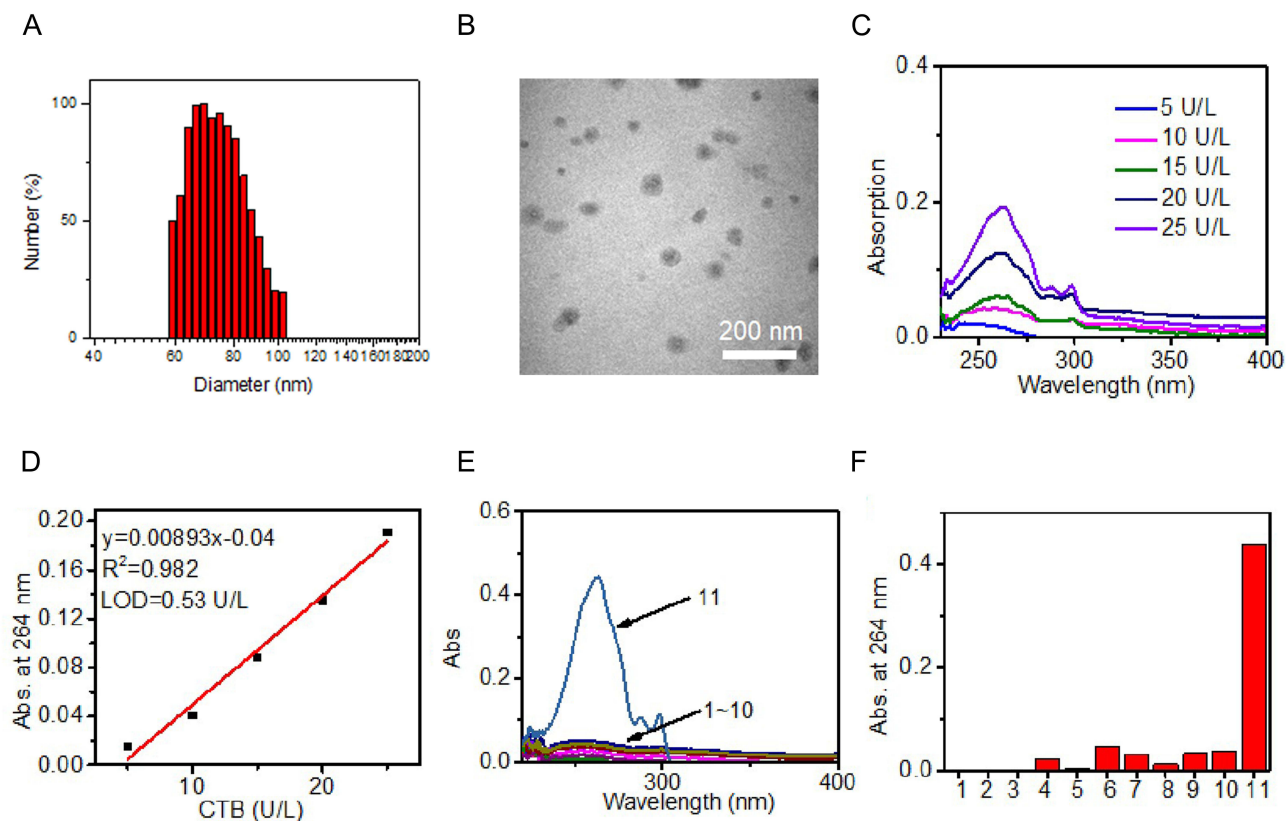 A
B
C
100
50
0
Number (%)
40 60 80 100 120 140 160 180 200
Diameter (nm)
200 nm
0.4
0.2
0.0
Absorption
5 U/L
10 U/L
15 U/L
20 U/L
25 U/L
250 300 350 400
Wavelength (nm)
D
E
F
0.20
0.16
0.12
0.08
0.04
0.00
Abs. at 264 nm
y=0.00893x-0.04
R²=0.982
LOD=0.53 U/L
10 20
CTB (U/L)
0.6
0.4
0.2
0.0
Abs
11
1~10
300 400
Wavelength (nm)
0.4
0.2
0.0
Abs. at 264 nm
1 2 3 4 5 6 7 8 9 10 11